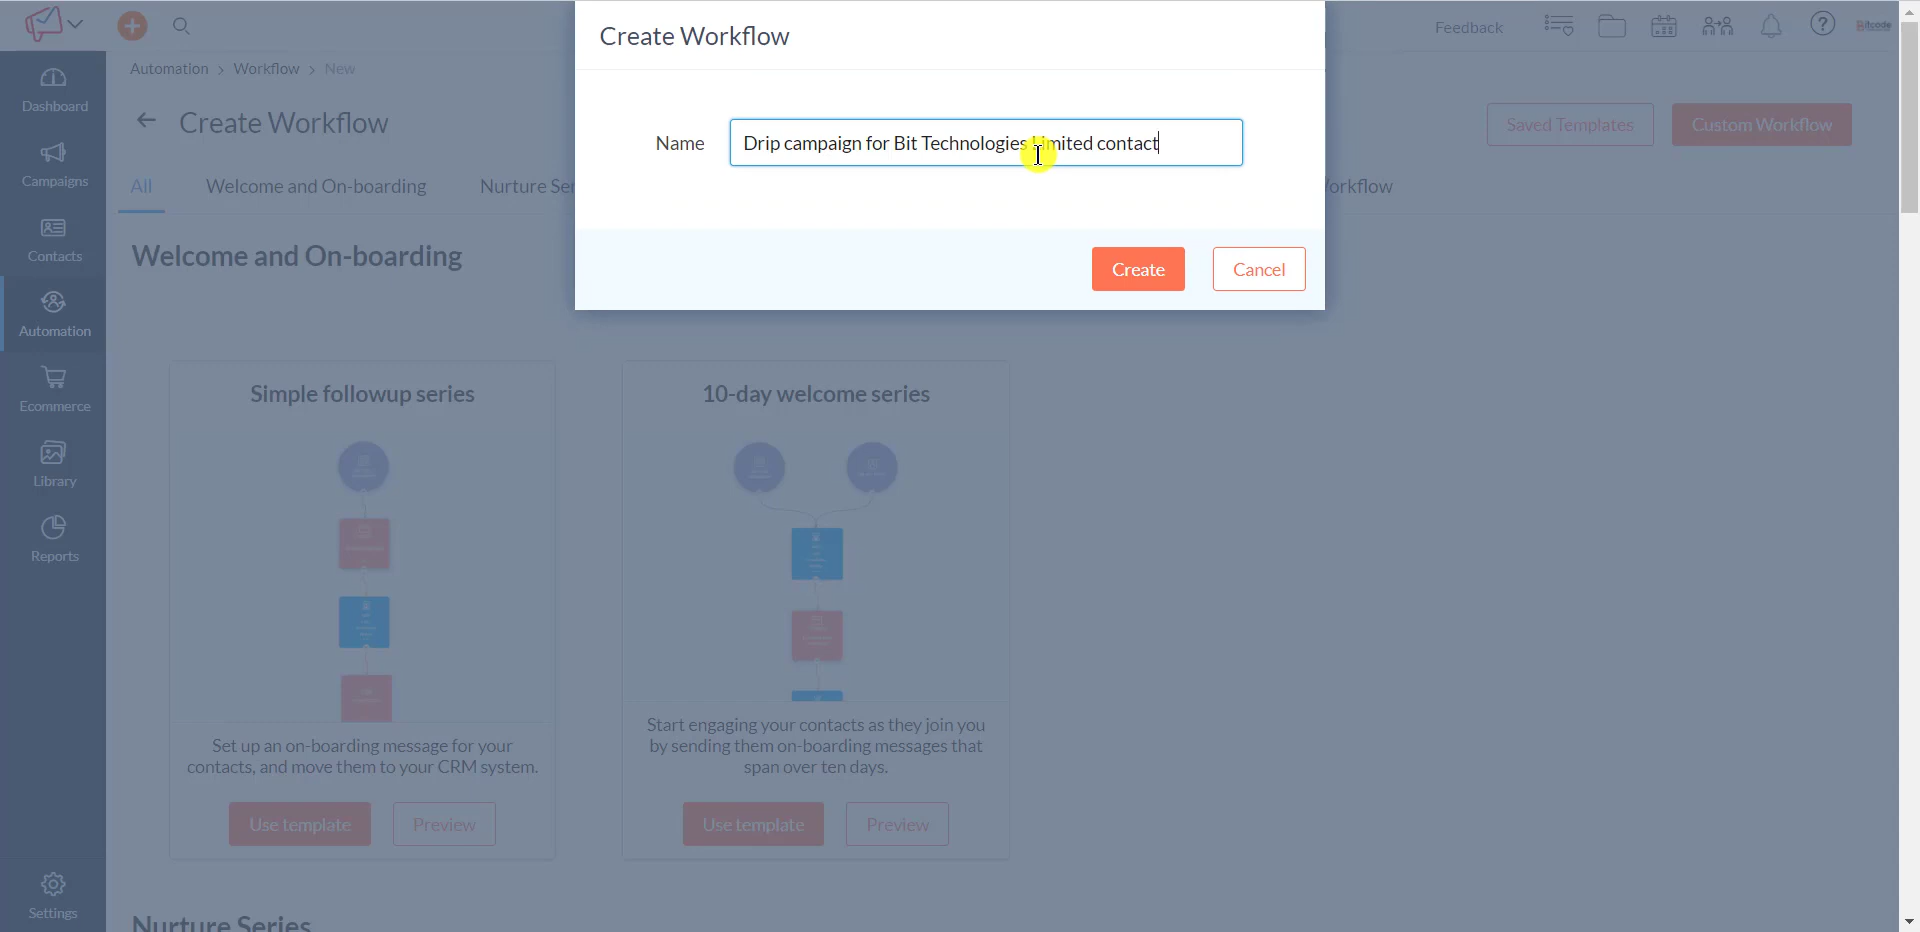 Create Workflow
Feedback
Bitcode
Automation > Workflow > New
Dashboard
Create Workflow
Saved Templates
Custom Workflow
Name
Drip campaign for Bit Technologies Limited contact
Campaigns
All
Welcome and On-boarding
Nurture Ser
orkflow
Contacts
Welcome and On-boarding
Create
Cancel
Automation
Simple followup series
10-day welcome series
Ecommerce
Library
Reports
Set up an on-boarding message for your
contacts, and move them to your CRM system.
Start engaging your contacts as they join you
by sending them on-boarding messages that
span over ten days.
Use template
Preview
Use template
Preview
Settings
Nurture Series